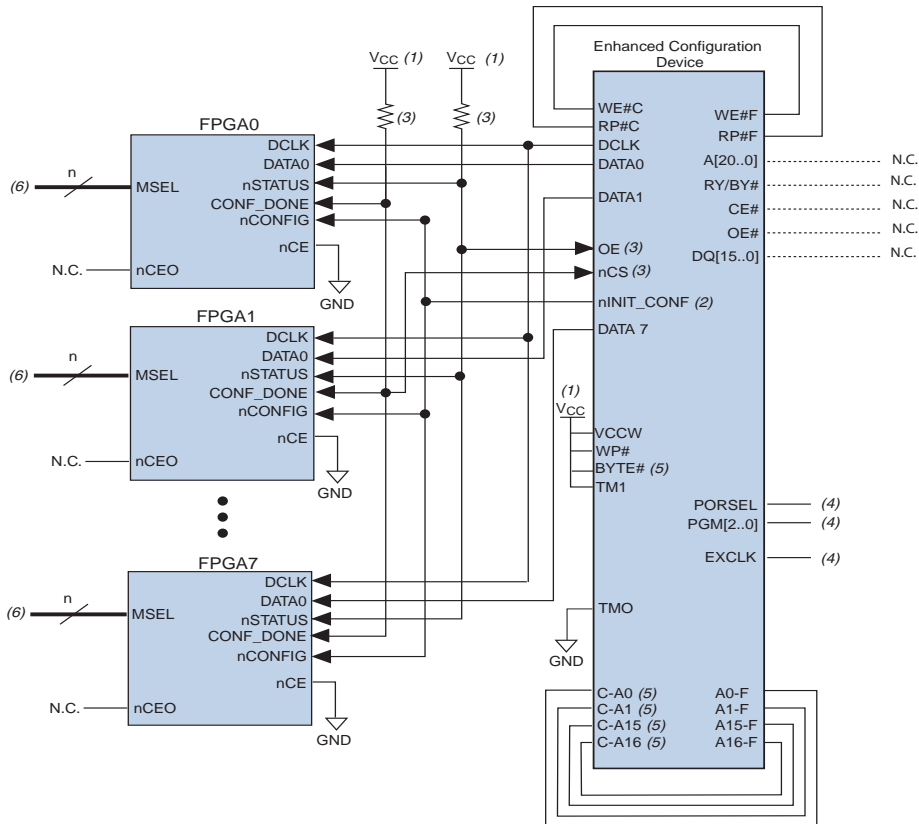 VCC (1)
VCC (1)
(3)
(3)
Enhanced Configuration
Device
WE#C
RP#C
DCLK
DATA0
DATA1
OE (3)
nCS (3)
nINIT_CONF (2)
DATA 7
(1)
VCC
VCCW
WP#
BYTE# (5)
TM1
TMO
GND
C-A0 (5)
C-A1 (5)
C-A15 (5)
C-A16 (5)
WE#F
RP#F
A[20..0] N.C.
RY/BY# N.C.
CE# N.C.
OE# N.C.
DQ[15..0] N.C.
PORSEL (4)
PGM[2..0] (4)
EXCLK (4)
A0-F
A1-F
A15-F
A16-F
FPGA0
n
(6)
MSEL
DCLK
DATA0
nSTATUS
CONF_DONE
nCONFIG
nCE
N.C.
nCEO
GND
FPGA1
n
(6)
MSEL
DCLK
DATA0
nSTATUS
CONF_DONE
nCONFIG
nCE
N.C.
nCEO
GND
FPGA7
n
(6)
MSEL
DCLK
DATA0
nSTATUS
CONF_DONE
nCONFIG
nCE
N.C.
nCEO
GND